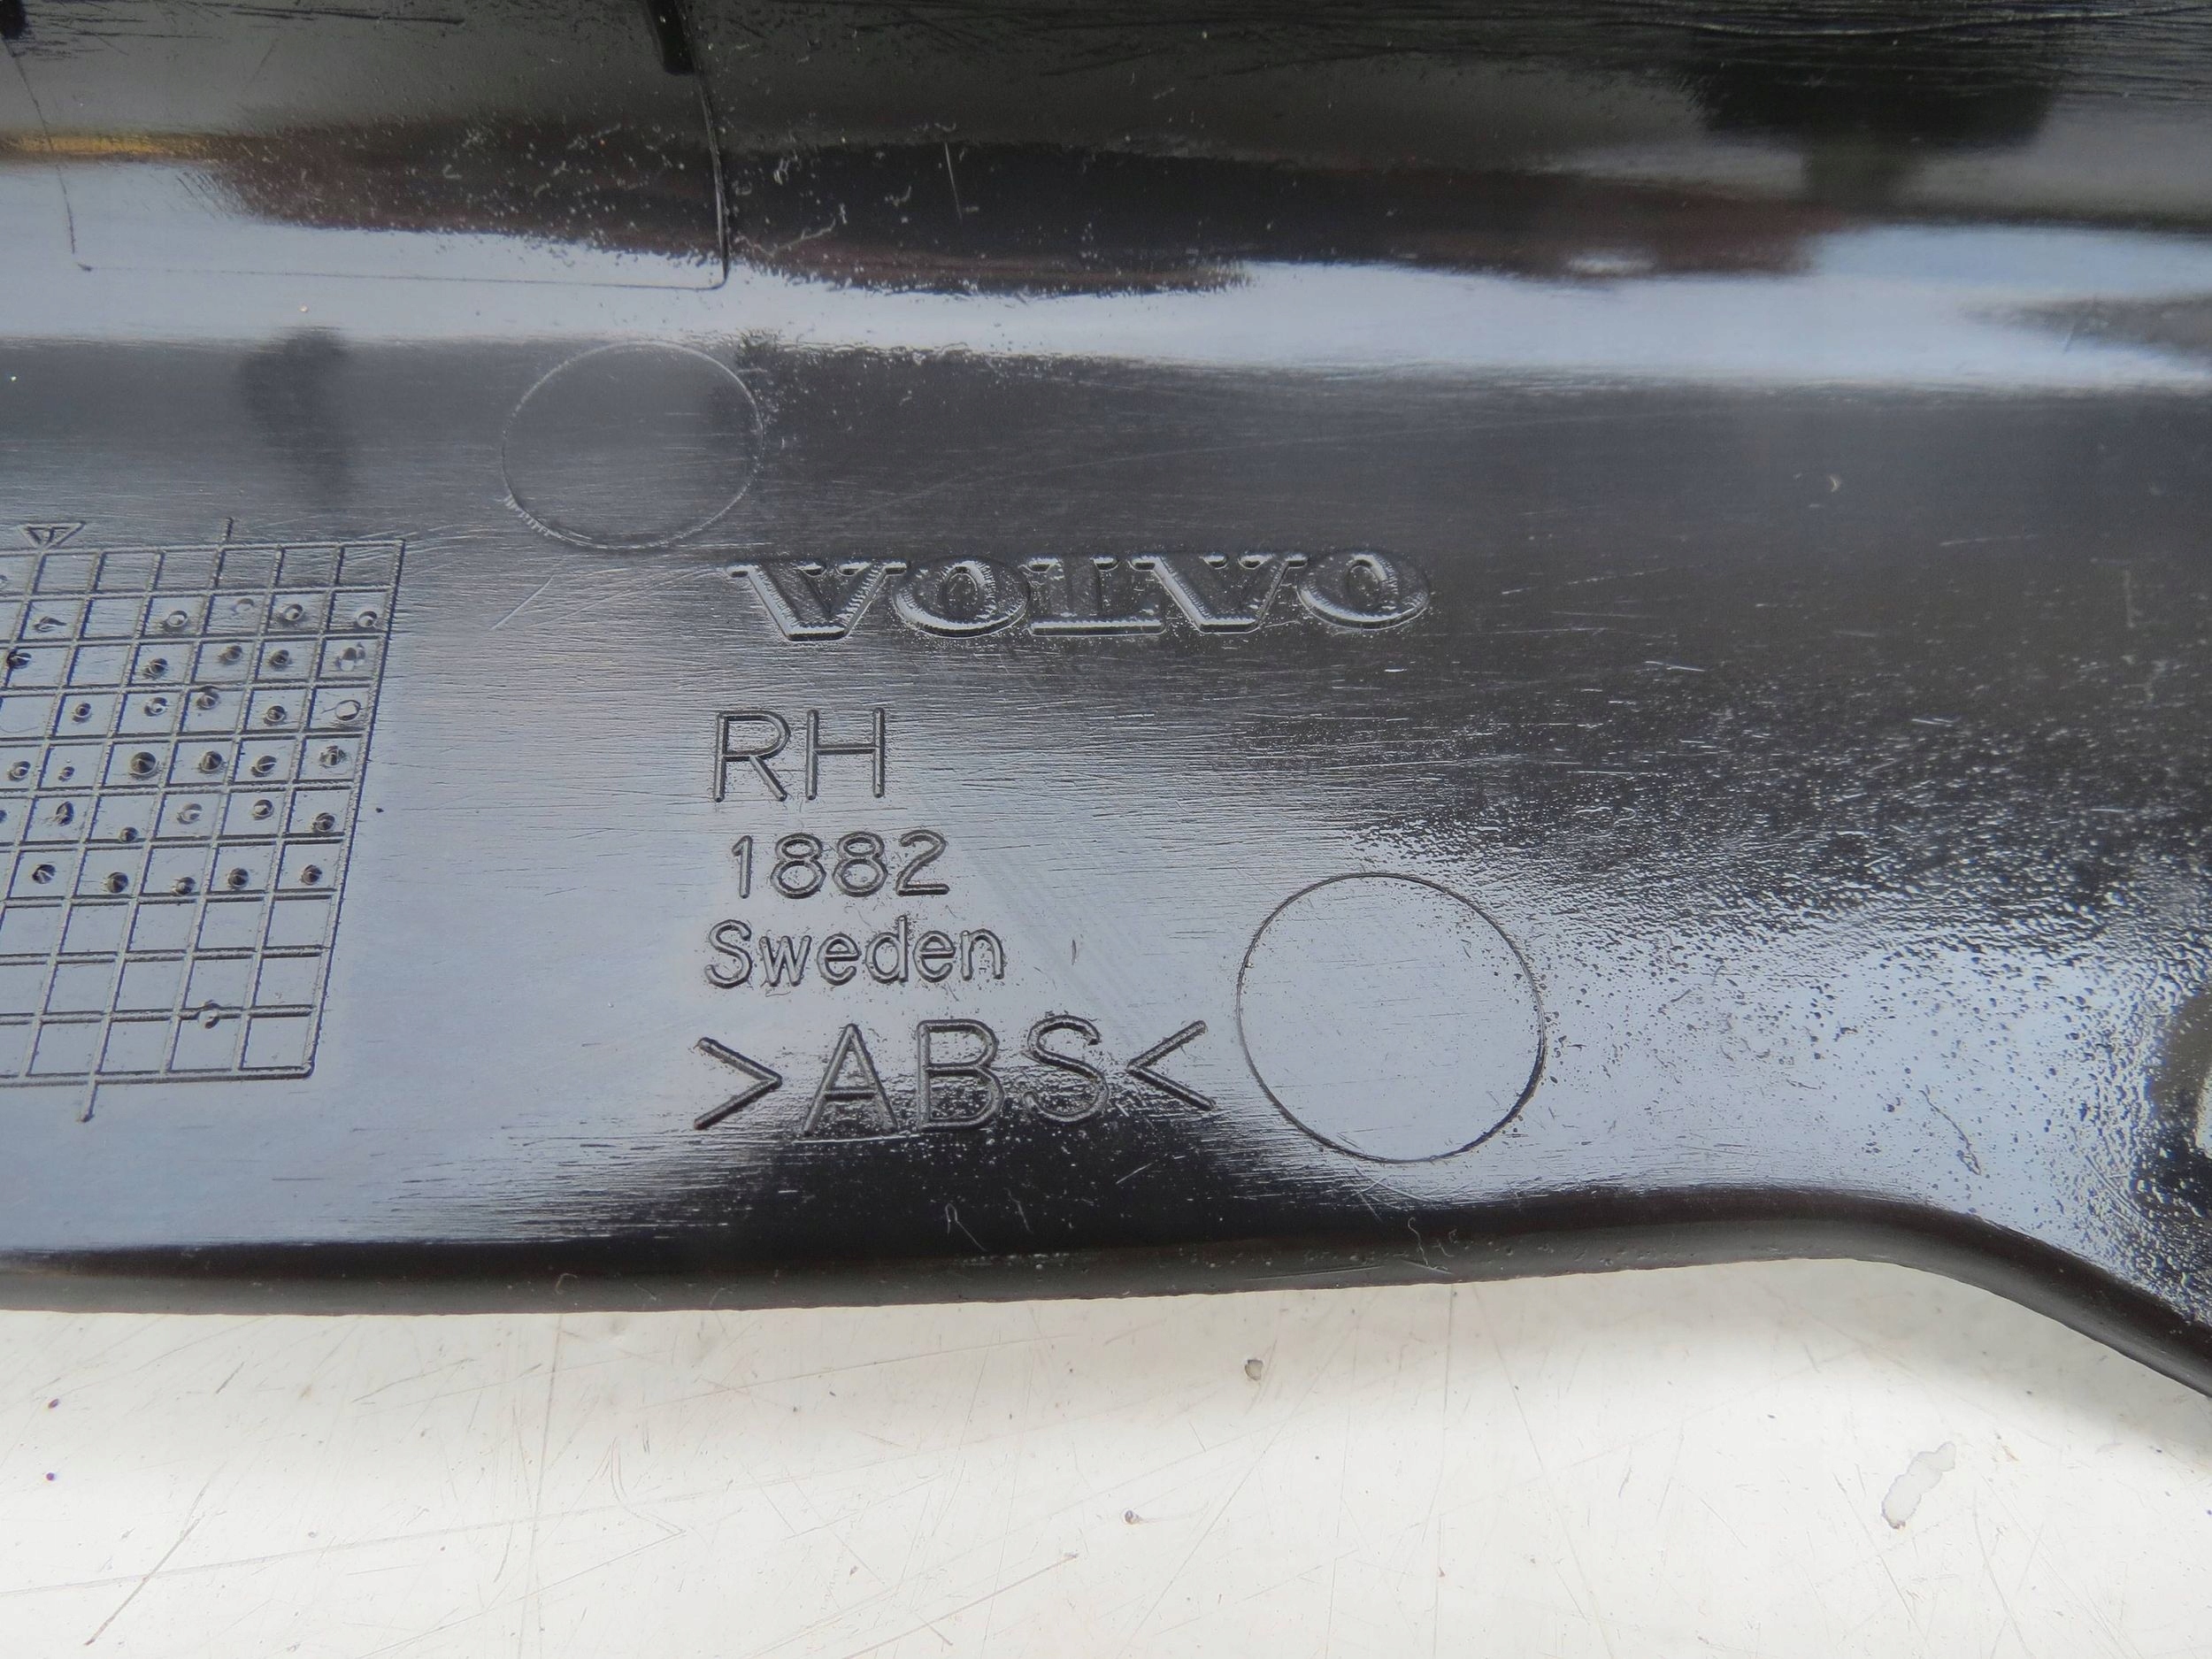 VOLVO
RH
1882
Sweden
>ABS<